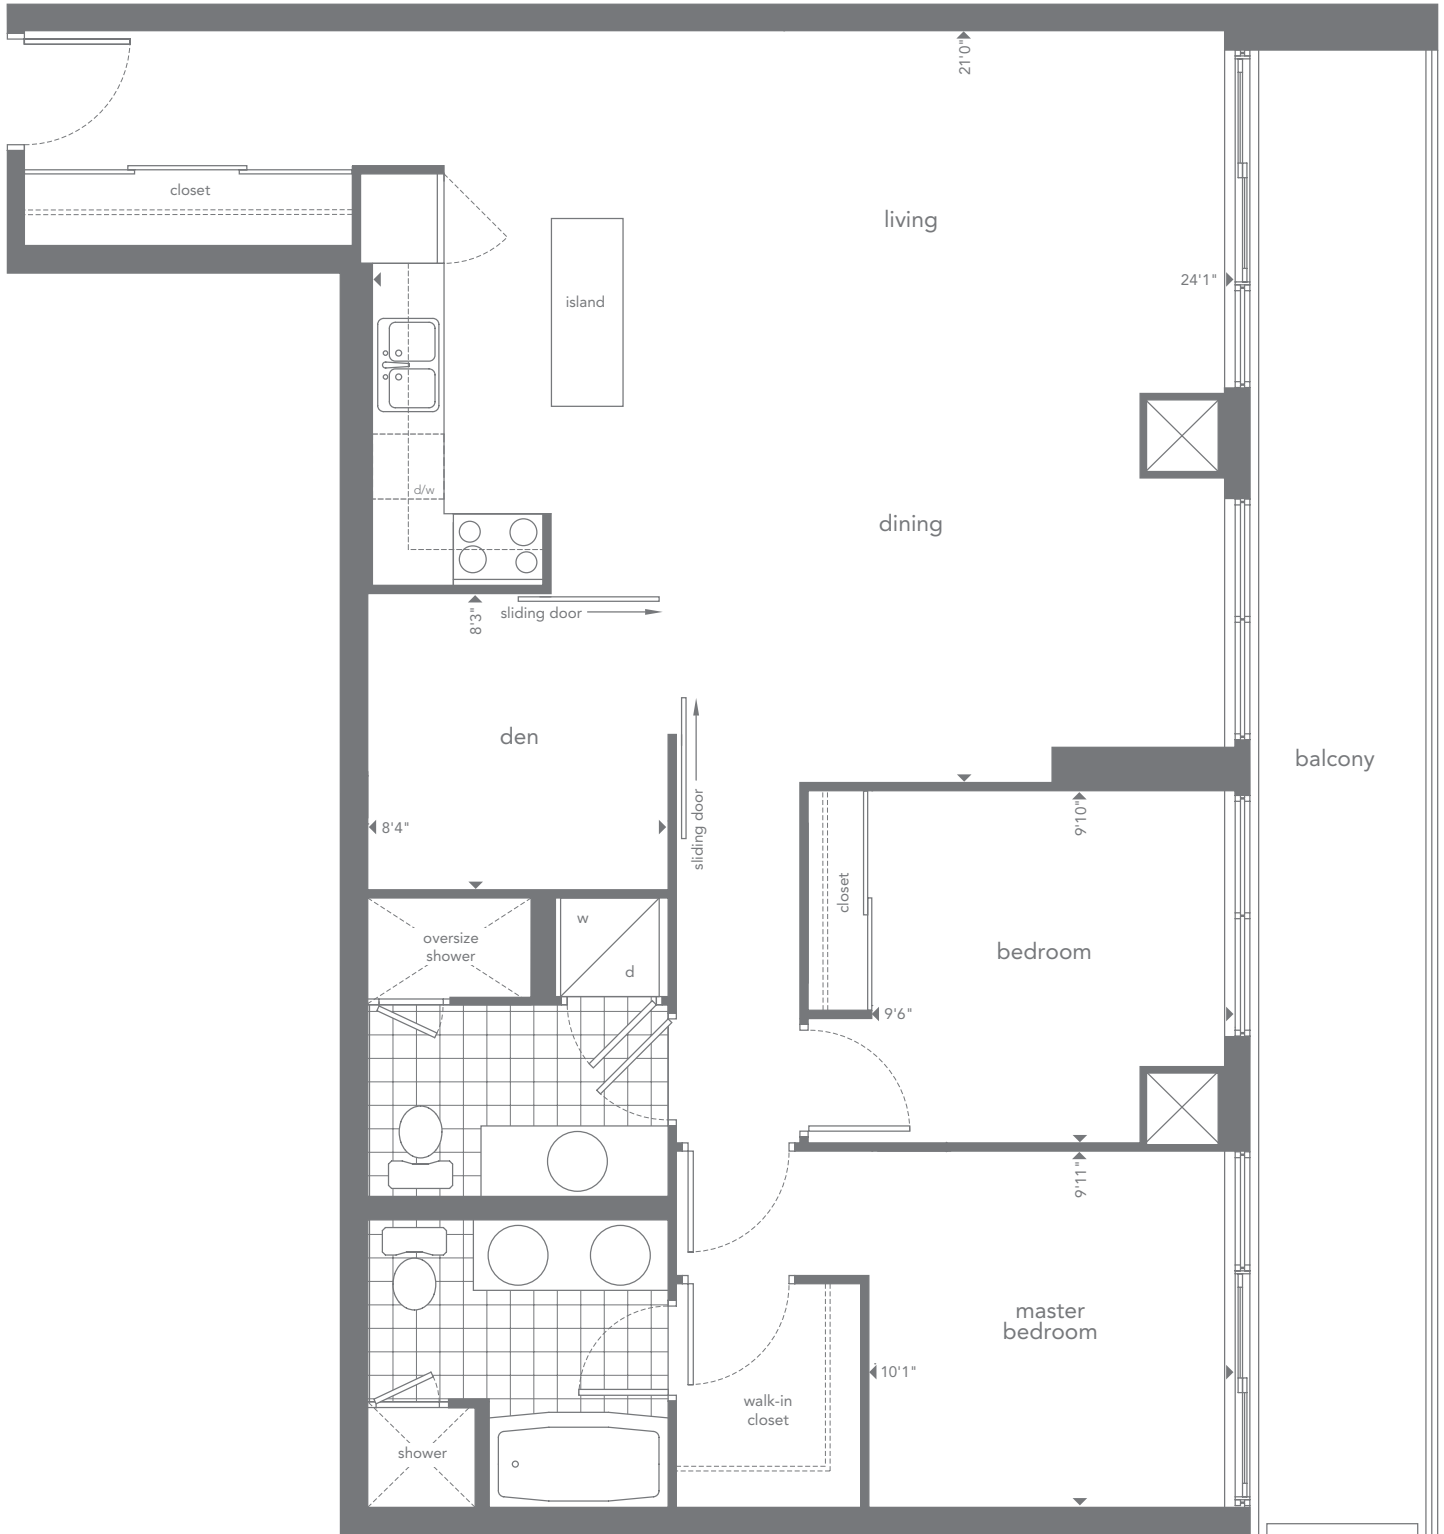 21'0"
closet
living
24'1"
island
d/w
dining
sliding door
8'3"
den
balcony
sliding door
8'4"
9'10"
closet
w
d
oversize
shower
bedroom
9'6"
9'11"
master
bedroom
10'1"
walk-in
closet
shower